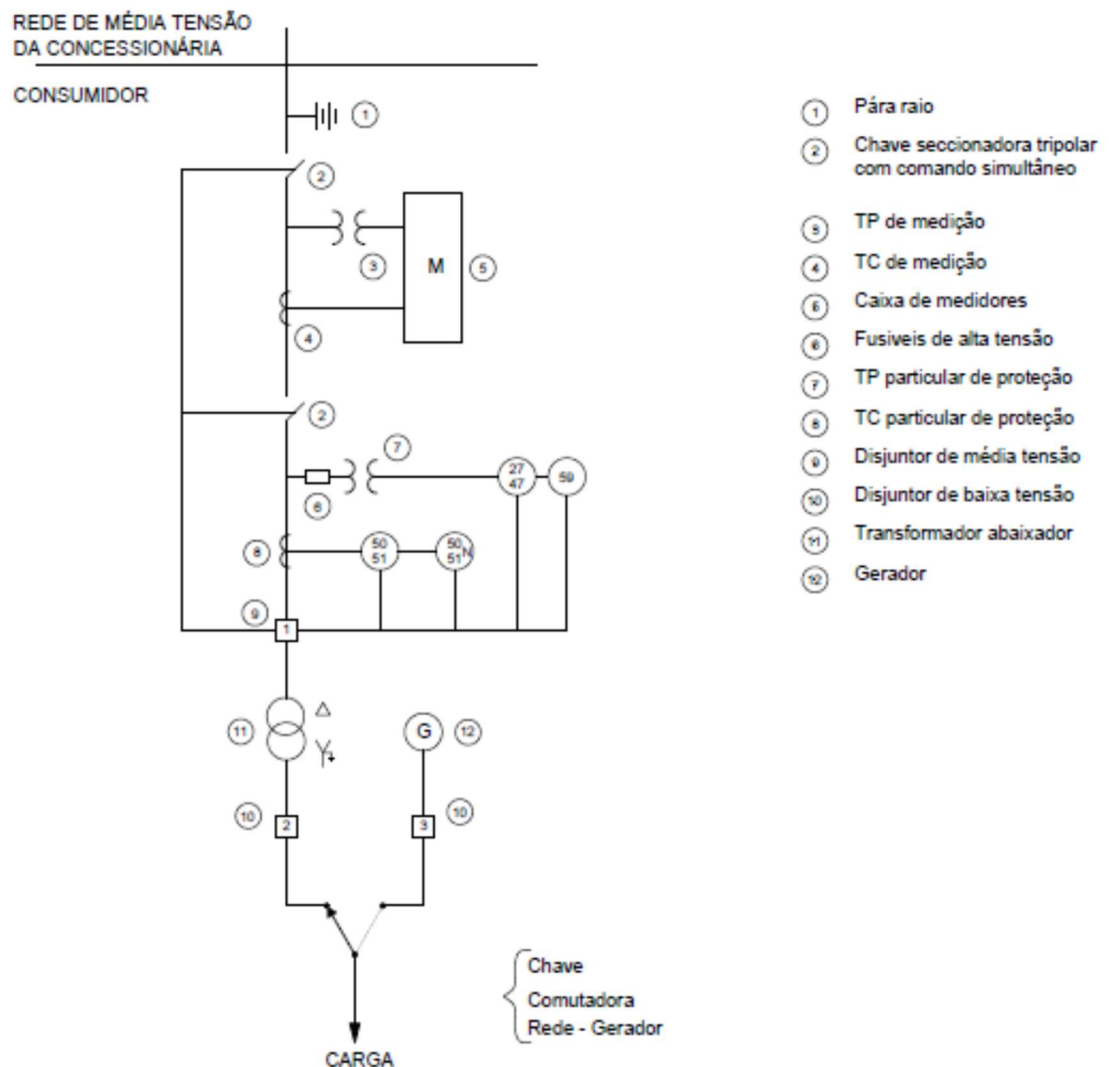 REDE DE MÉDIA TENSÃO
DA CONCESSIONÁRIA
CONSUMIDOR
1
2
3
M
5
4
2
7
27
47
59
6
8
50
51
50
51
N
9
1
11
G
12
10
2
3
10
Chave
Comutadora
Rede - Gerador
CARGA
1 Pára raio
2 Chave seccionadora tripolar
com comando simultâneo
3 TP de medição
4 TC de medição
5 Caixa de medidores
6 Fusiveis de alta tensão
7 TP particular de proteção
8 TC particular de proteção
9 Disjuntor de média tensão
10 Disjuntor de baixa tensão
11 Transformador abaixador
12 Gerador